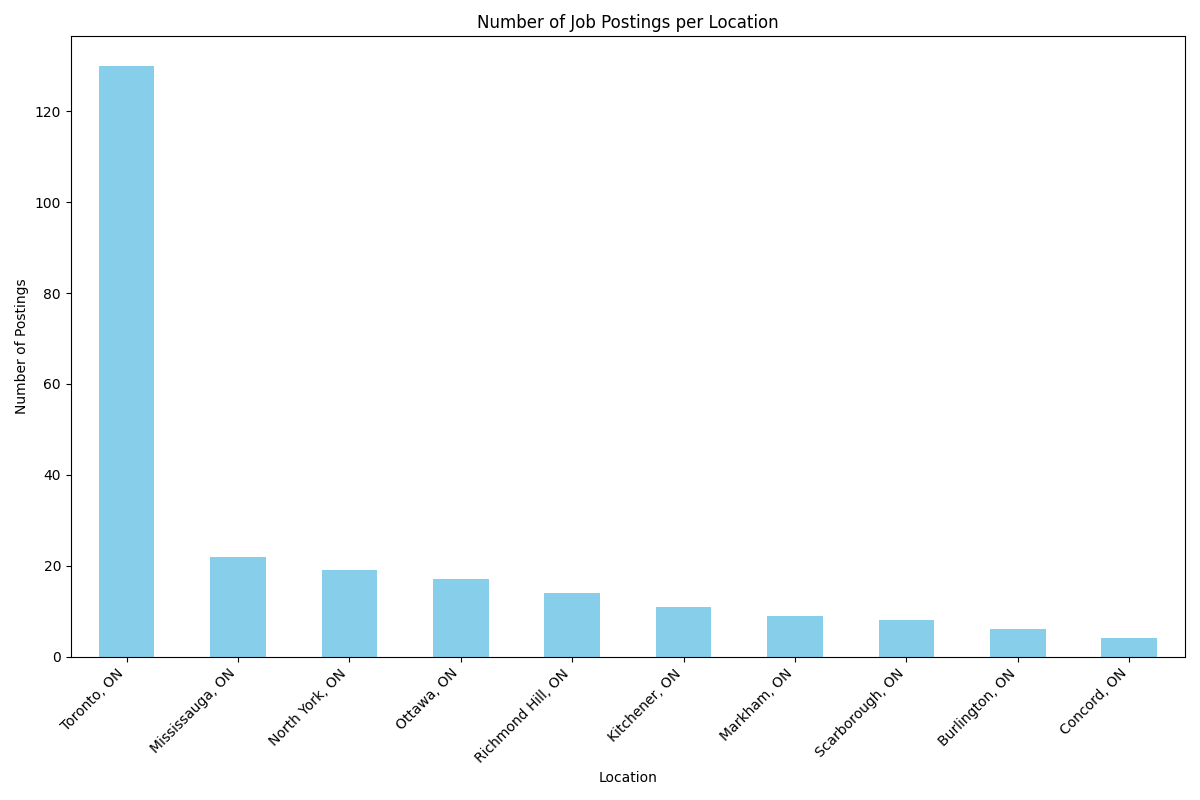 Number of Job Postings per Location
Number of Postings
120
100
80
60
40
20
0
Toronto, ON
Mississauga, ON
North York, ON
Ottawa, ON
Richmond Hill, ON
Kitchener, ON
Markham, ON
Scarborough, ON
Burlington, ON
Concord, ON
Location